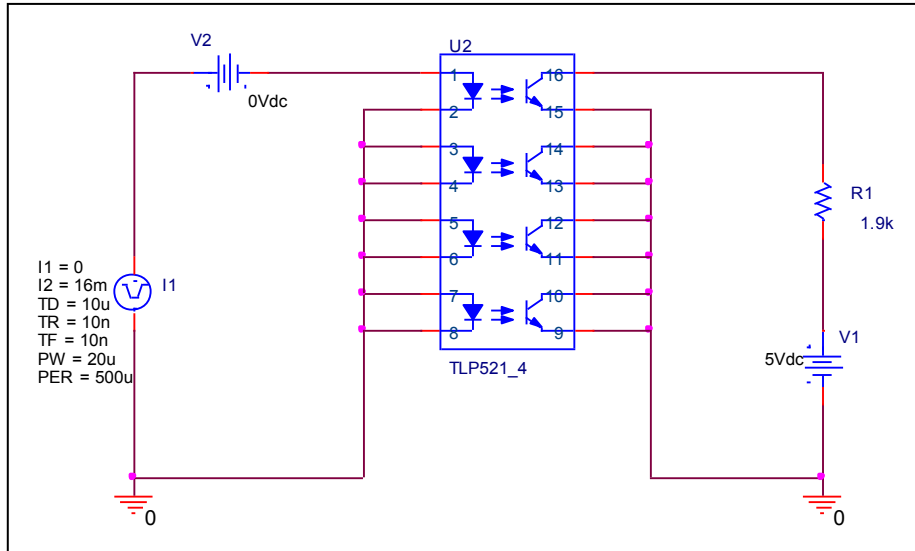 V2
0Vdc
U2
1
2
3
4
5
6
7
8
16
15
14
13
12
11
10
9
TLP521_4
R1
1.9k
V1
5Vdc
I1 = 0
I2 = 16m
TD = 10u
TR = 10n
TF = 10n
PW = 20u
PER = 500u
I1
0
0